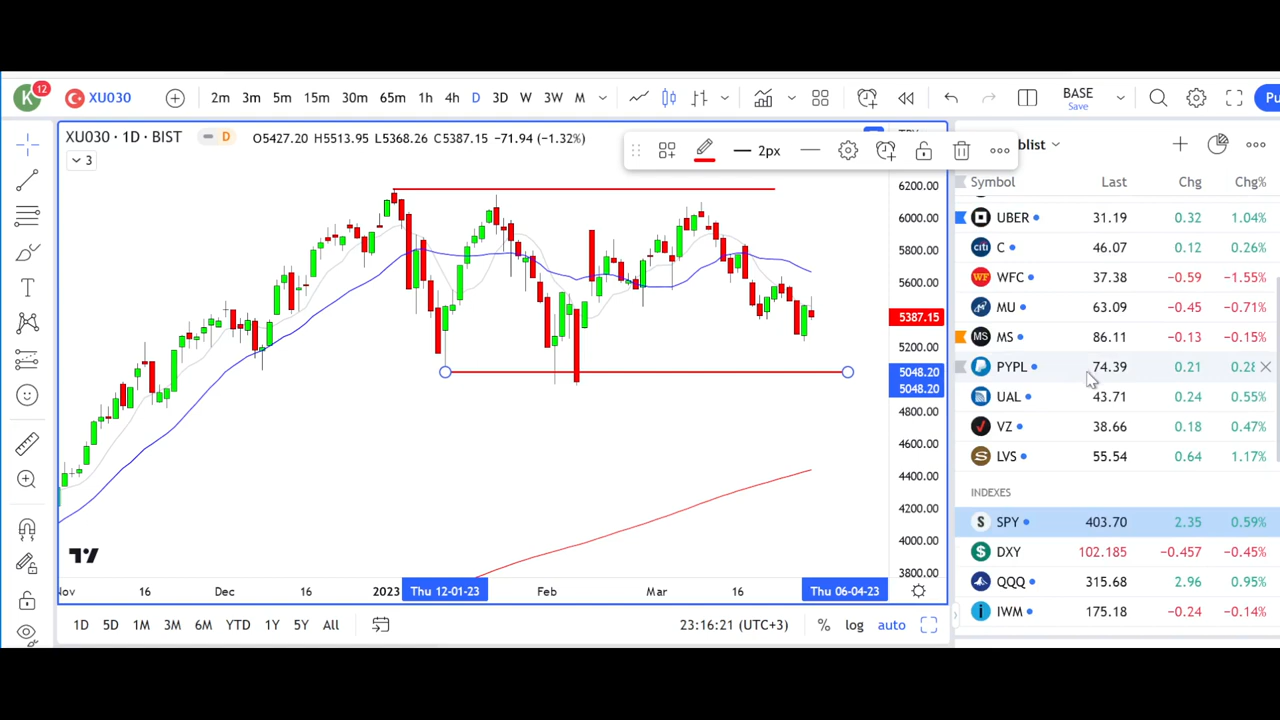 K 12 XU030 2m 3m 5m 15m 30m 65m 1h 4h D 3D W 3W M BASE Save Pu
XU030 · 1D · BIST D O5427.20 H5513.95 L5368.26 C5387.15 −71.94 (−1.32%)
3
2px
blist
Symbol Last Chg Chg%
UBER 31.19 0.32 1.04%
citi C 46.07 0.12 0.26%
WF WFC 37.38 −0.59 −1.55%
MU 63.09 −0.45 −0.71%
MS MS 86.11 −0.13 −0.15%
PYPL 74.39 0.21 0.28
UAL 43.71 0.24 0.55%
VZ 38.66 0.18 0.47%
LVS 55.54 0.64 1.17%
INDEXES
S SPY 403.70 2.35 0.59%
$ DXY 102.185 −0.457 −0.45%
QQQ 315.68 2.96 0.95%
i IWM 175.18 −0.24 −0.14%
6200.00
6000.00
5800.00
5600.00
5387.15
5200.00
5048.20
5048.20
4800.00
4600.00
4400.00
4200.00
4000.00
3800.00
Nov 16 Dec 16 2023 Thu 12-01-23 Feb Mar 16 Thu 06-04-23
1D 5D 1M 3M 6M YTD 1Y 5Y All 23:16:21 (UTC+3) % log auto